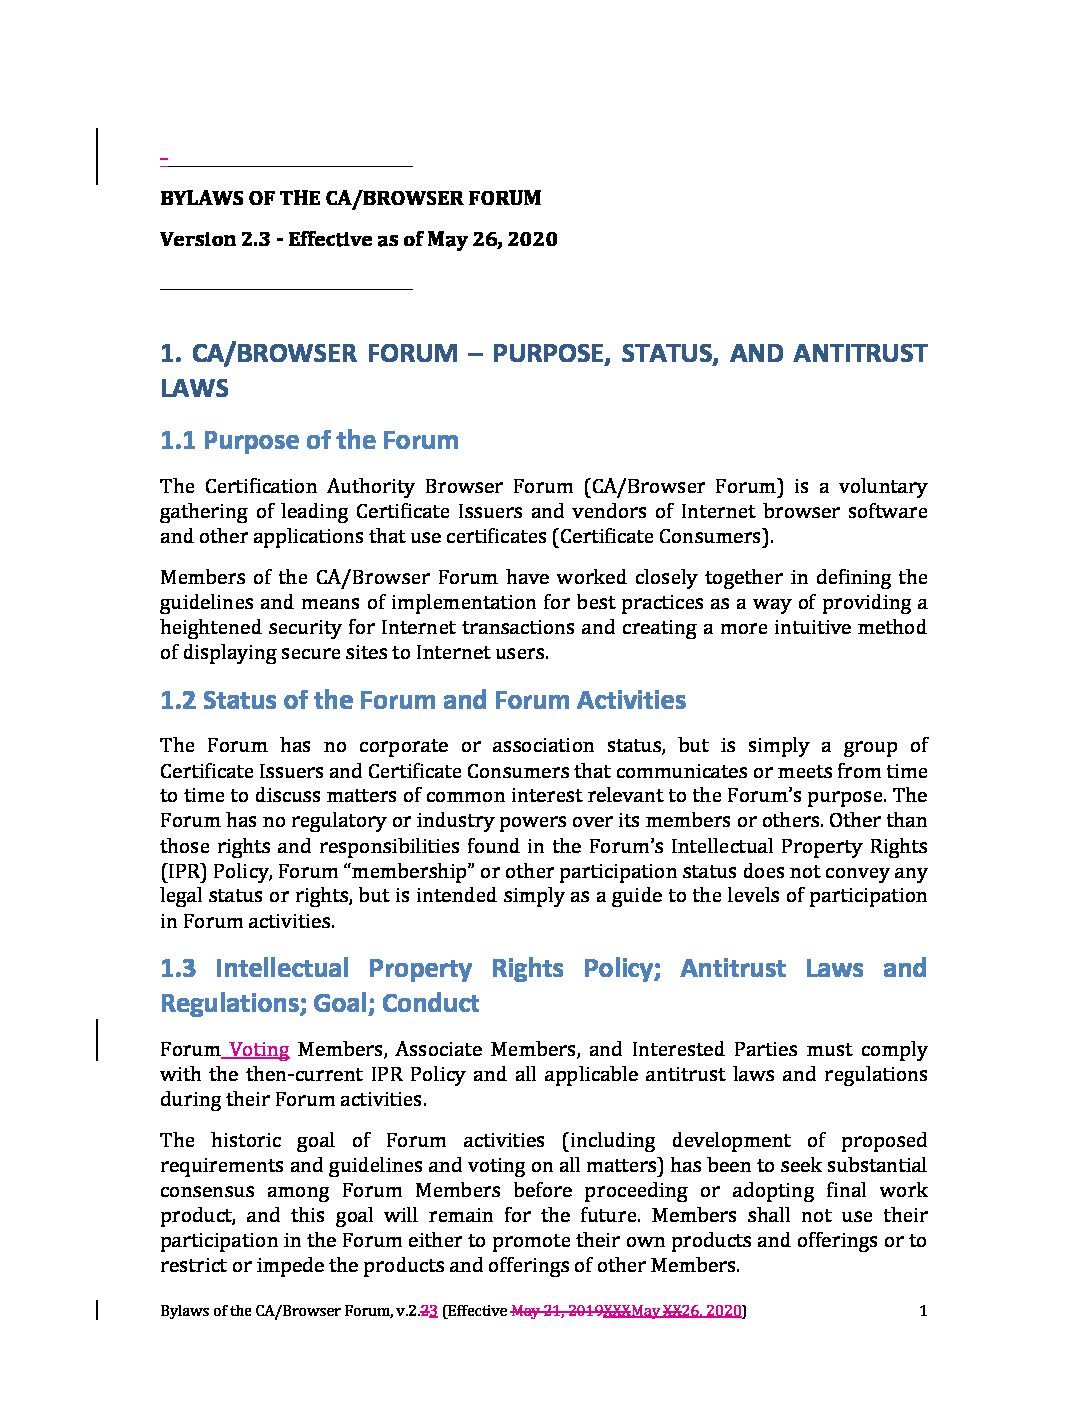 BYLAWS OF THE CA/BROWSER FORUM
Version 2.3 - Effective as of May 26, 2020
1. CA/BROWSER FORUM – PURPOSE, STATUS, AND ANTITRUST
LAWS
1.1 Purpose of the Forum
The Certification Authority Browser Forum (CA/Browser Forum) is a voluntary
gathering of leading Certificate Issuers and vendors of Internet browser software
and other applications that use certificates (Certificate Consumers).
Members of the CA/Browser Forum have worked closely together in defining the
guidelines and means of implementation for best practices as a way of providing a
heightened security for Internet transactions and creating a more intuitive method
of displaying secure sites to Internet users.
1.2 Status of the Forum and Forum Activities
The Forum has no corporate or association status, but is simply a group of
Certificate Issuers and Certificate Consumers that communicates or meets from time
to time to discuss matters of common interest relevant to the Forum’s purpose. The
Forum has no regulatory or industry powers over its members or others. Other than
those rights and responsibilities found in the Forum’s Intellectual Property Rights
(IPR) Policy, Forum “membership” or other participation status does not convey any
legal status or rights, but is intended simply as a guide to the levels of participation
in Forum activities.
1.3 Intellectual Property Rights Policy; Antitrust Laws and
Regulations; Goal; Conduct
Forum Voting Members, Associate Members, and Interested Parties must comply
with the then-current IPR Policy and all applicable antitrust laws and regulations
during their Forum activities.
The historic goal of Forum activities (including development of proposed
requirements and guidelines and voting on all matters) has been to seek substantial
consensus among Forum Members before proceeding or adopting final work
product, and this goal will remain for the future. Members shall not use their
participation in the Forum either to promote their own products and offerings or to
restrict or impede the products and offerings of other Members.
Bylaws of the CA/Browser Forum, v.2.23 (Effective May 21, 2019XXXMay XX26, 2020) 1